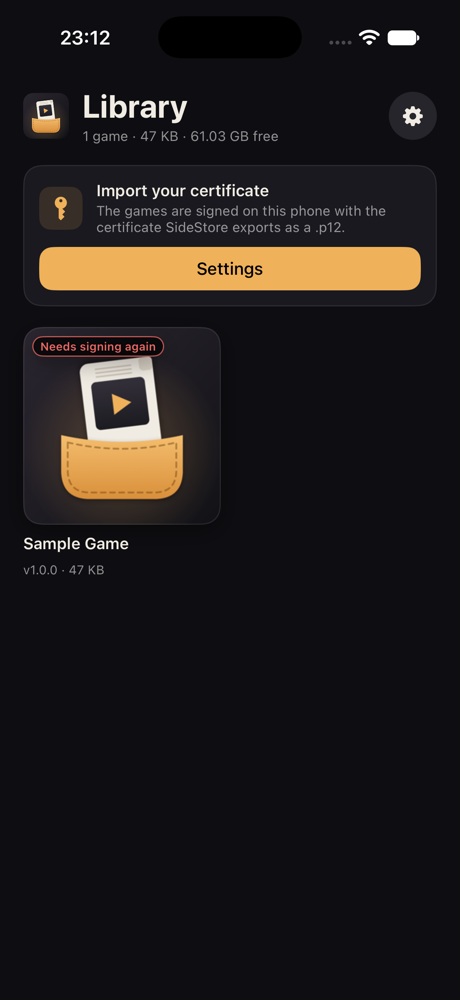 23:12
Library
1 game · 47 KB · 61.03 GB free
Import your certificate
The games are signed on this phone with the
certificate SideStore exports as a .p12.
Settings
Needs signing again
Sample Game
v1.0.0 · 47 KB